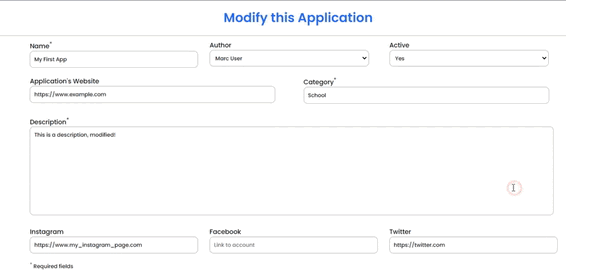 Modify this Application
Name* Author Active
My First App Marc User Yes
Application's Website Category*
https://www.example.com School
Description*
This is a description, modified!
Instagram Facebook Twitter
https://www.my_instagram_page.com Link to account https://twitter.com
* Required fields